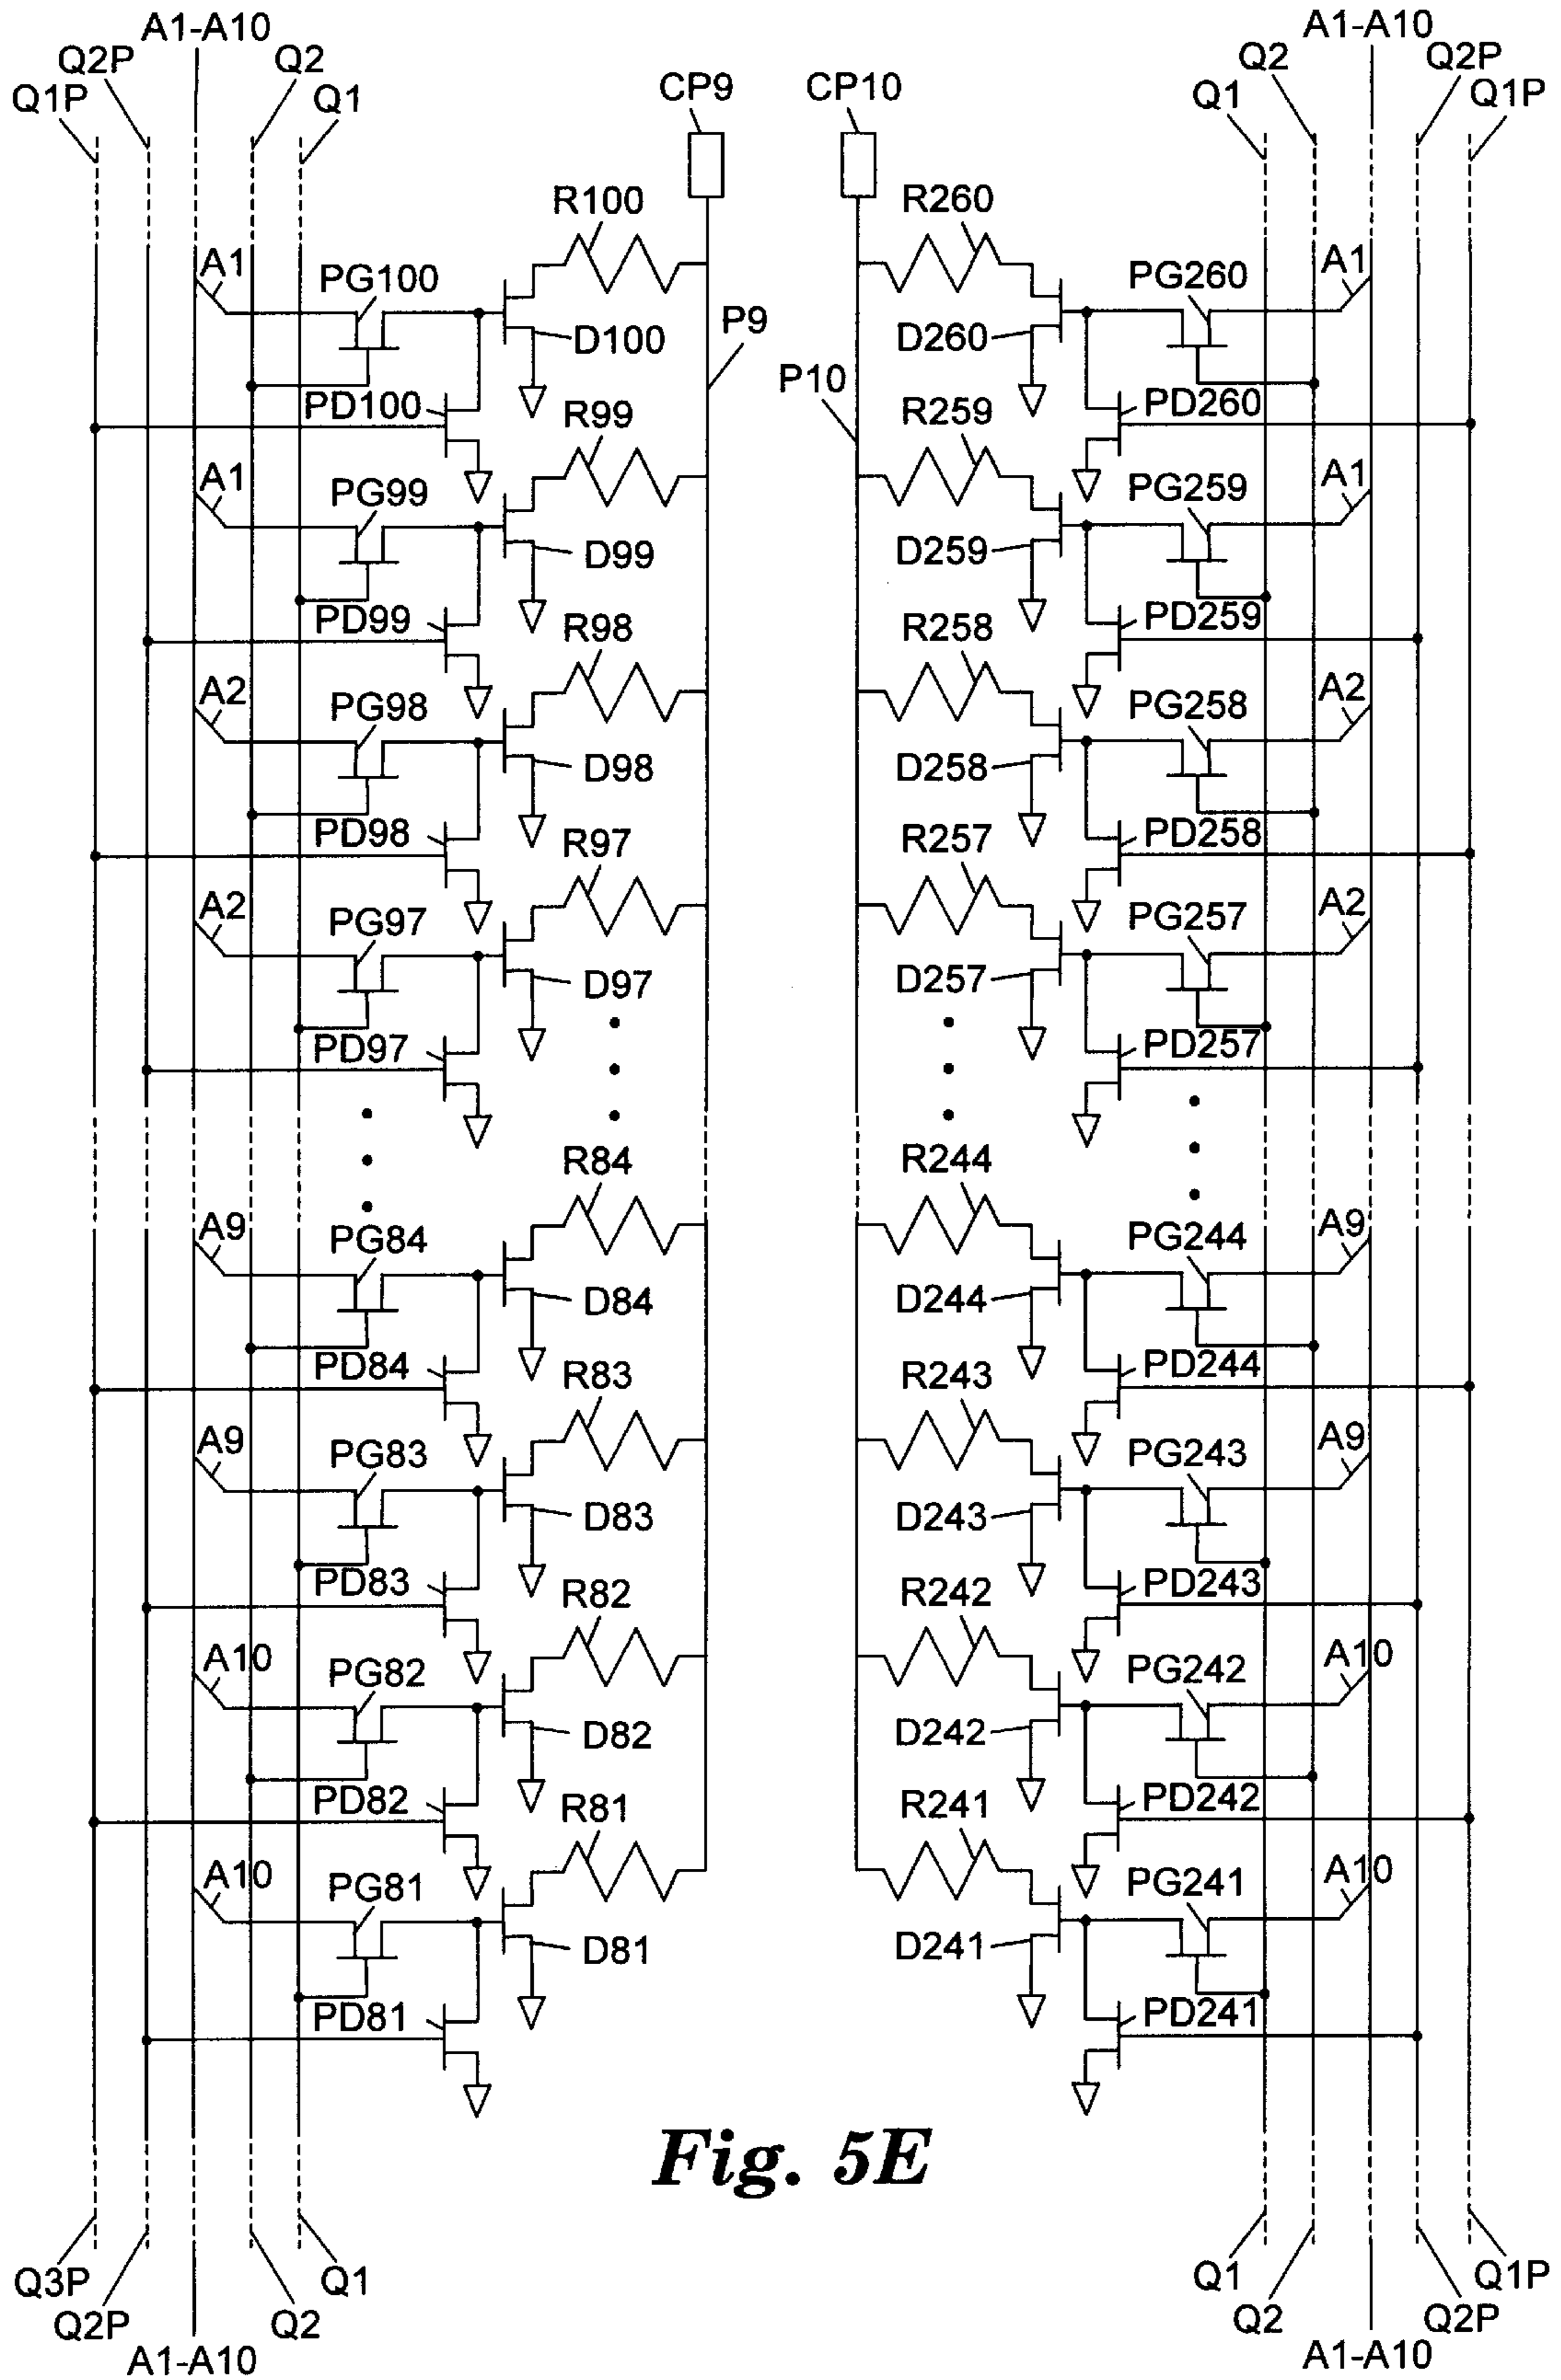 A1-A10
A1-A10
Q2P
Q2
Q2
Q2P
Q1P
Q1
CP9
CP10
Q1
Q1P
R100
R260
A1
PG100
PG260
A1
D100
P9
D260
P10
PD100
R99
R259
PD260
A1
PG99
PG259
A1
D99
D259
PD99
R98
R258
PD259
A2
PG98
PG258
A2
D98
D258
PD98
R97
R257
PD258
A2
PG97
PG257
A2
D97
D257
PD97
PD257
R84
R244
A9
PG84
PG244
A9
D84
D244
PD84
R83
R243
PD244
A9
PG83
PG243
A9
D83
D243
PD83
R82
R242
PD243
A10
PG82
PG242
A10
D82
D242
PD82
R81
R241
PD242
A10
PG81
PG241
A10
D81
D241
PD81
PD241
Fig. 5E
Q3P
Q1
Q1
Q1P
Q2P
Q2
Q2
Q2P
A1-A10
A1-A10